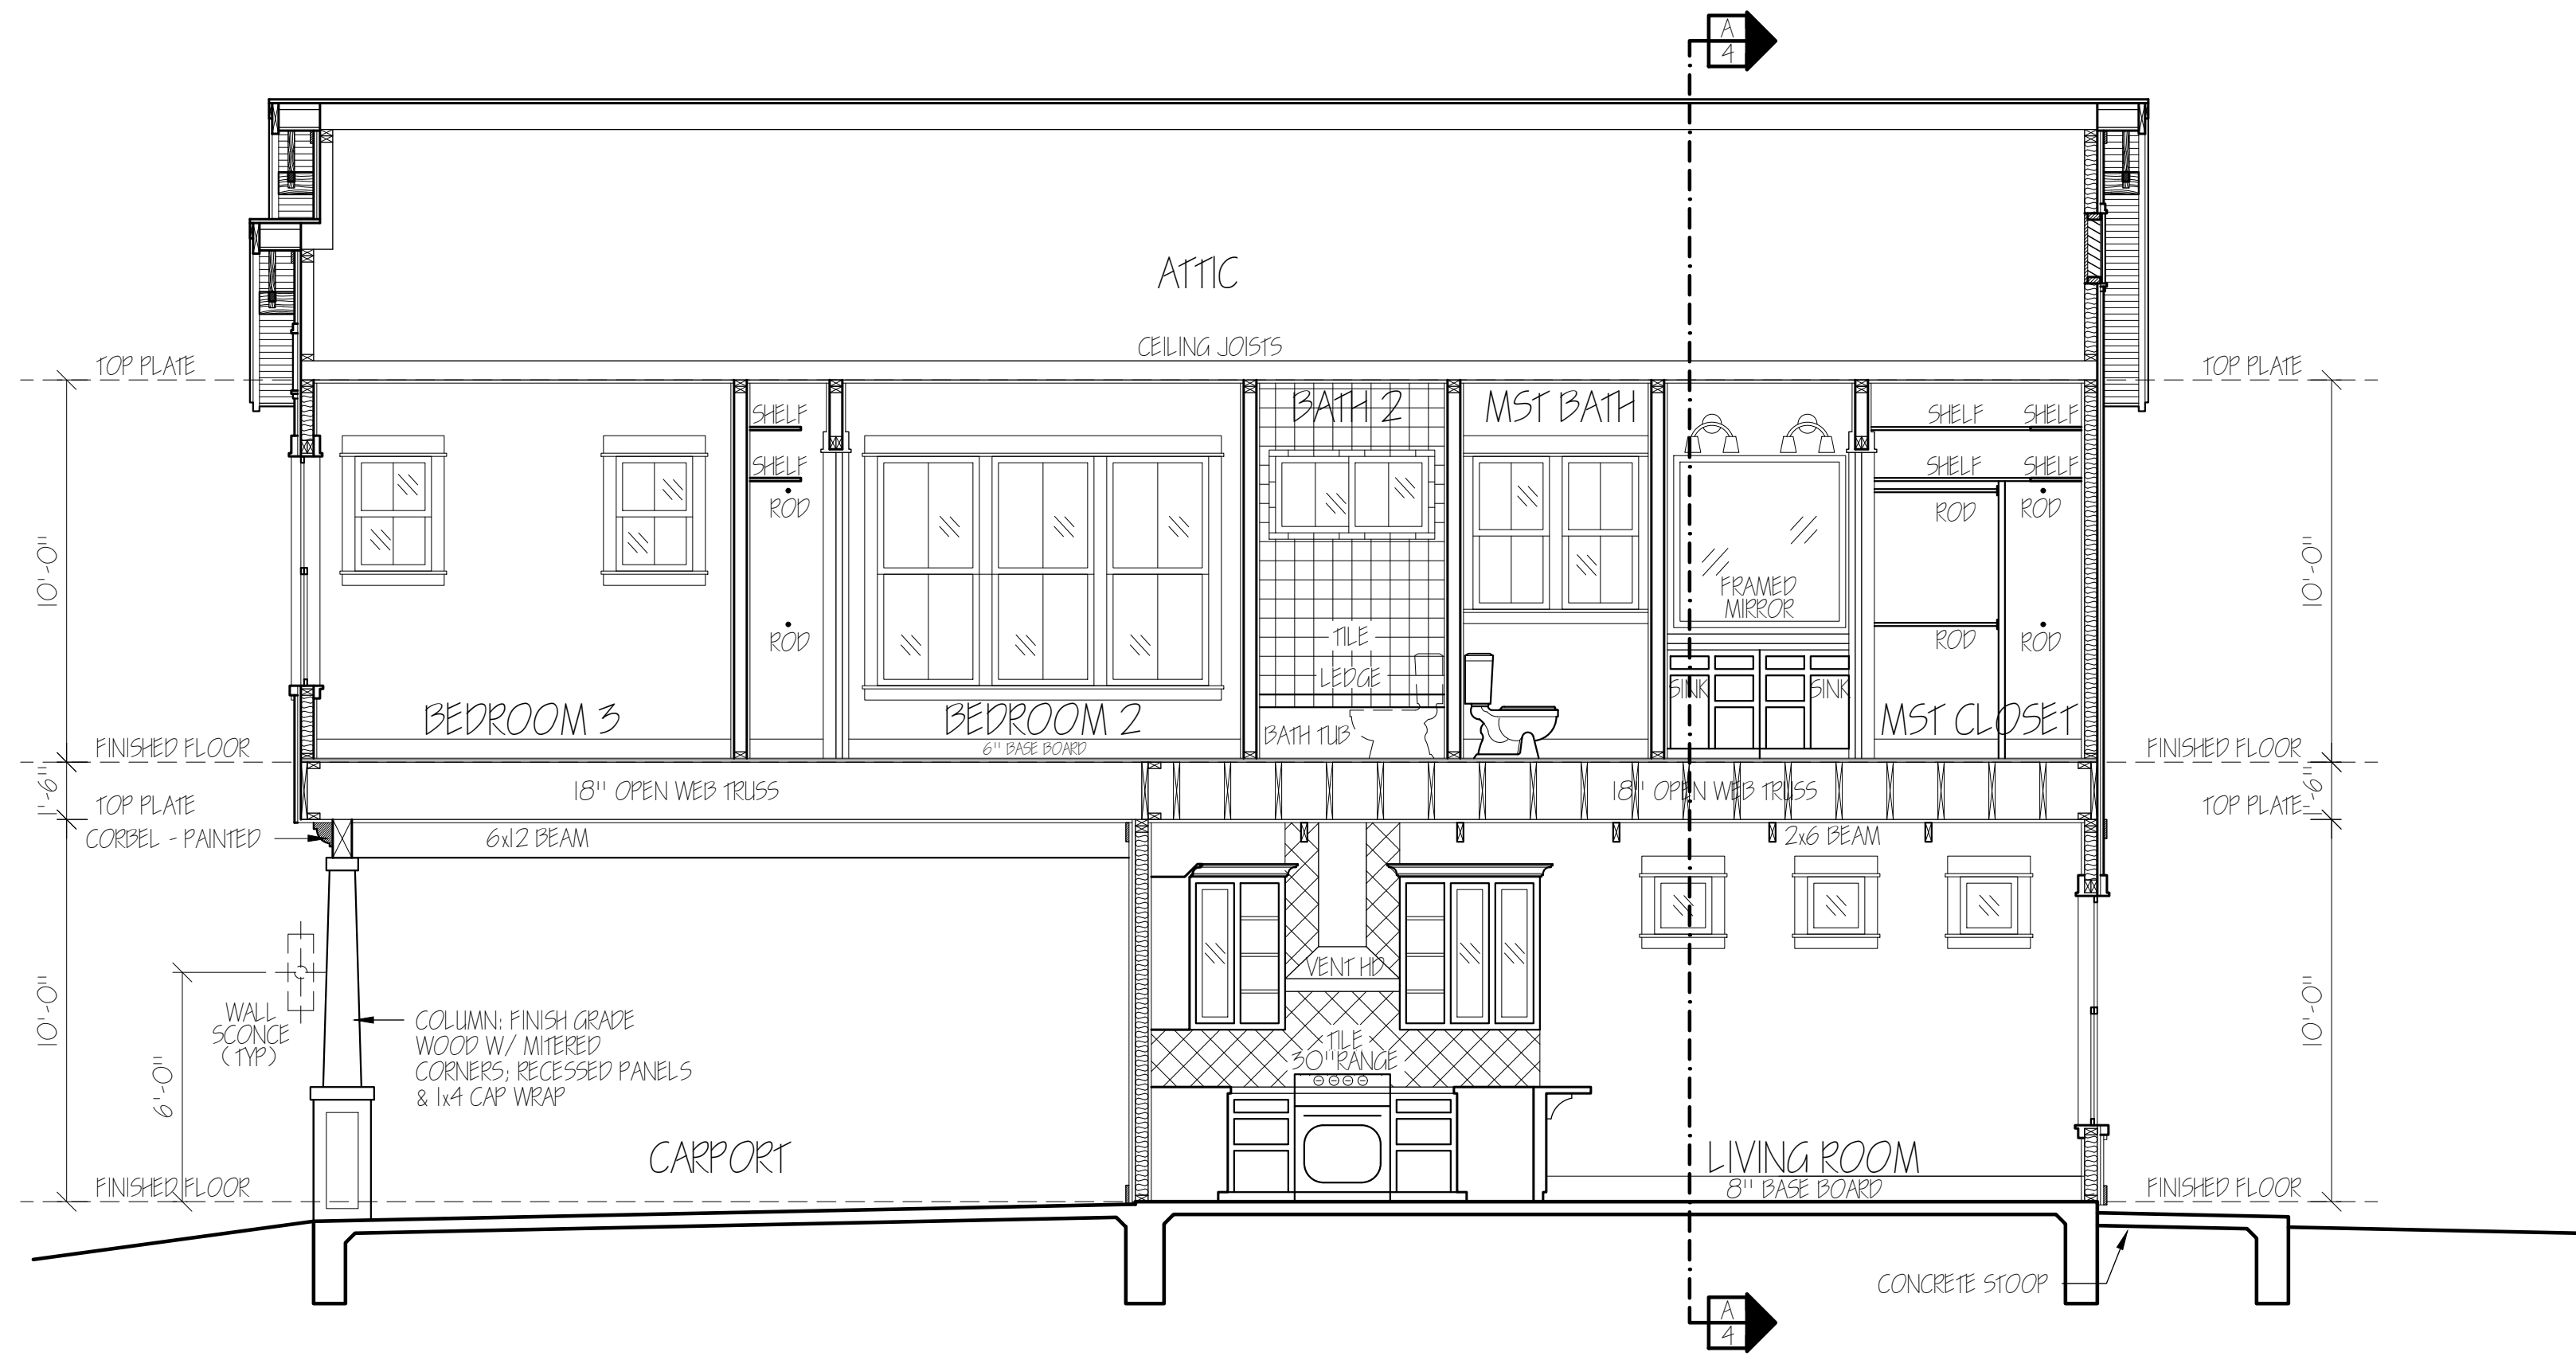 A
4
ATTIC
CEILING JOISTS
TOP PLATE
TOP PLATE
SHELF
BATH 2
MST BATH
SHELF
SHELF
SHELF
SHELF
SHELF
ROD
ROD
ROD
10'-0"
10'-0"
FRAMED
MIRROR
ROD
TILE
ROD
ROD
LEDGE
SINK
SINK
BEDROOM 3
BEDROOM 2
BATH TUB
MST CLOSET
FINISHED FLOOR
6" BASE BOARD
FINISHED FLOOR
1'-6"
18" OPEN WEB TRUSS
18" OPEN WEB TRUSS
1'-6"
TOP PLATE
TOP PLATE
CORBEL - PAINTED
6x12 BEAM
2x6 BEAM
VENT HD
10'-0"
10'-0"
WALL
SCONCE
(TYP)
COLUMN: FINISH GRADE
WOOD W/ MITERED
CORNERS; RECESSED PANELS
& 1x4 CAP WRAP
TILE
30" RANGE
6'-0"
CARPORT
LIVING ROOM
FINISHED FLOOR
8" BASE BOARD
FINISHED FLOOR
CONCRETE STOOP
A
4